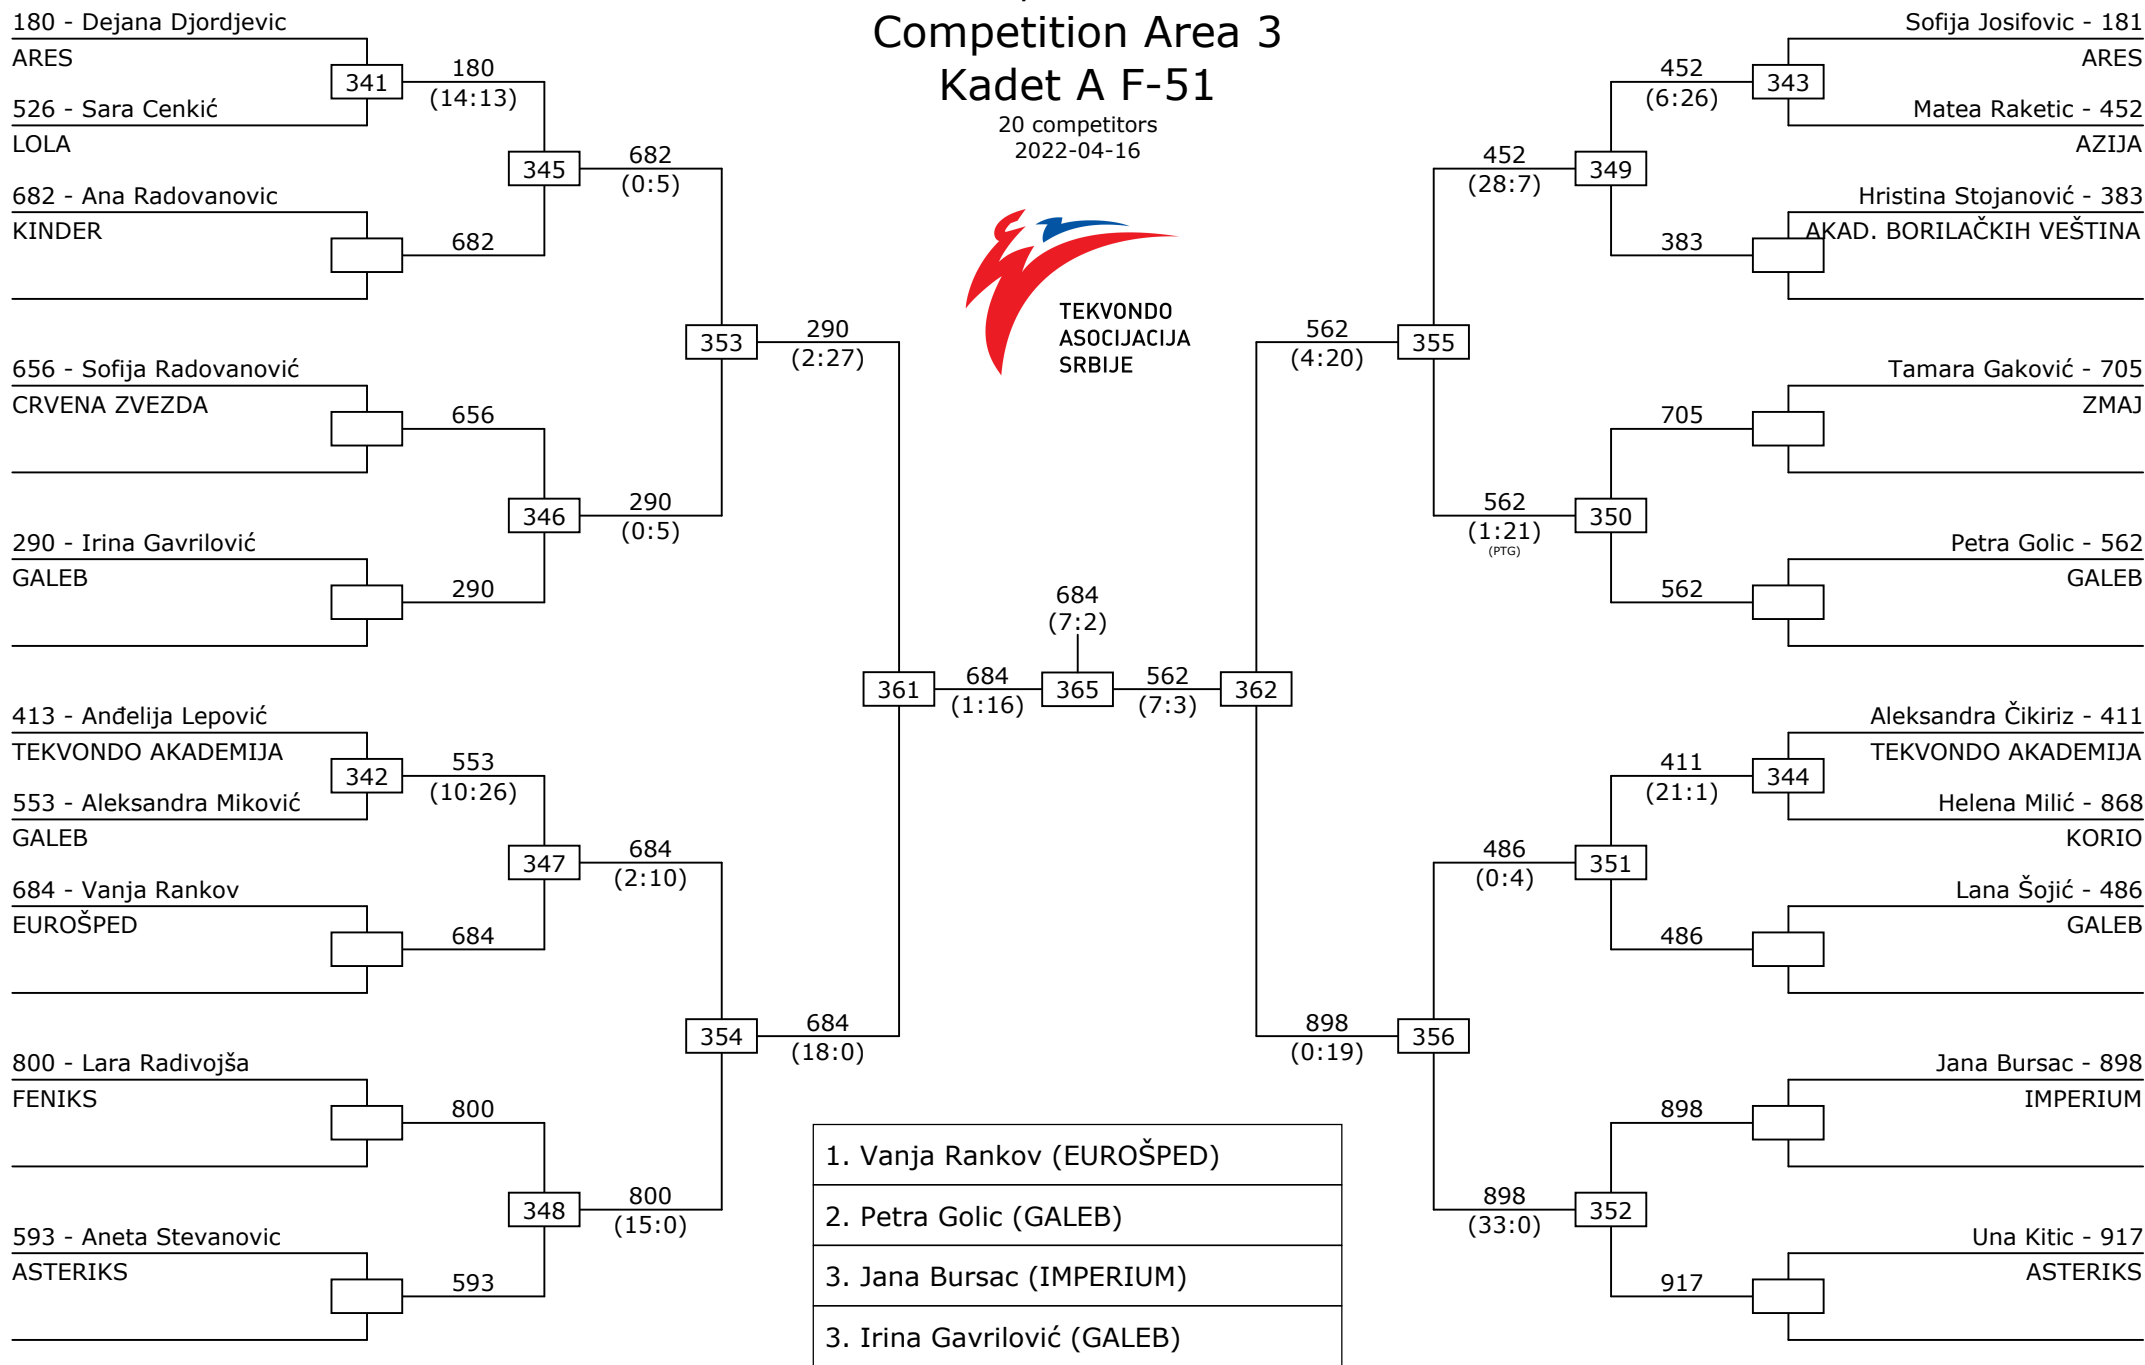 Competition Area 3
Kadet A F-51
20 competitors
2022-04-16
TEKVONDO
ASOCIJACIJA
SRBIJE
180 - Dejana Djordjevic
ARES
341
180
(14:13)
526 - Sara Cenkić
LOLA
345
682
(0:5)
682 - Ana Radovanovic
KINDER
682
353
290
(2:27)
656 - Sofija Radovanović
CRVENA ZVEZDA
656
346
290
(0:5)
290 - Irina Gavrilović
GALEB
290
361
684
(1:16)
413 - Anđelija Lepović
TEKVONDO AKADEMIJA
342
553
(10:26)
553 - Aleksandra Miković
GALEB
347
684
(2:10)
684 - Vanja Rankov
EUROŠPED
684
354
684
(18:0)
800 - Lara Radivojša
FENIKS
800
348
800
(15:0)
593 - Aneta Stevanovic
ASTERIKS
593
684
(7:2)
365
562
(7:3)
362
Sofija Josifovic - 181
ARES
452
(6:26)
343
Matea Raketic - 452
AZIJA
452
(28:7)
349
Hristina Stojanović - 383
AKAD. BORILAČKIH VEŠTINA
383
562
(4:20)
355
Tamara Gaković - 705
ZMAJ
705
562
(1:21)
(PTG)
350
Petra Golic - 562
GALEB
562
Aleksandra Čikiriz - 411
TEKVONDO AKADEMIJA
411
(21:1)
344
Helena Milić - 868
KORIO
486
(0:4)
351
Lana Šojić - 486
GALEB
486
898
(0:19)
356
Jana Bursac - 898
IMPERIUM
898
898
(33:0)
352
Una Kitic - 917
ASTERIKS
917
1. Vanja Rankov (EUROŠPED)
2. Petra Golic (GALEB)
3. Jana Bursac (IMPERIUM)
3. Irina Gavrilović (GALEB)